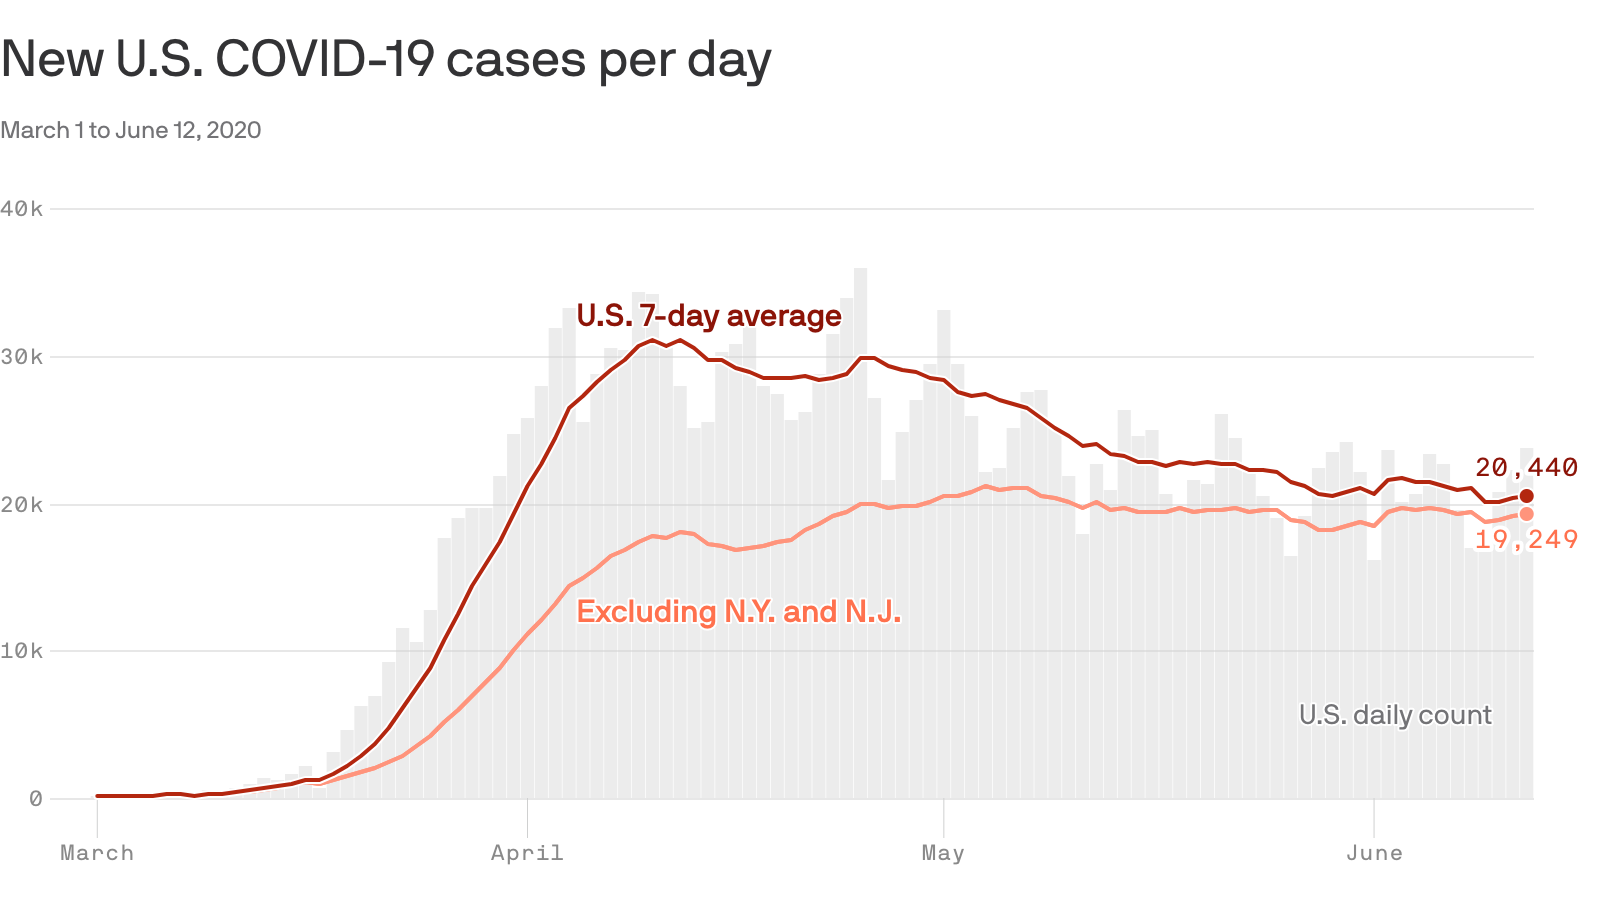 New U.S. COVID-19 cases per day
March 1 to June 12, 2020
40k
U.S. 7-day average
30k
20,440
20k
19,249
Excluding N.Y. and N.J.
10k
U.S. daily count
0
March April May June